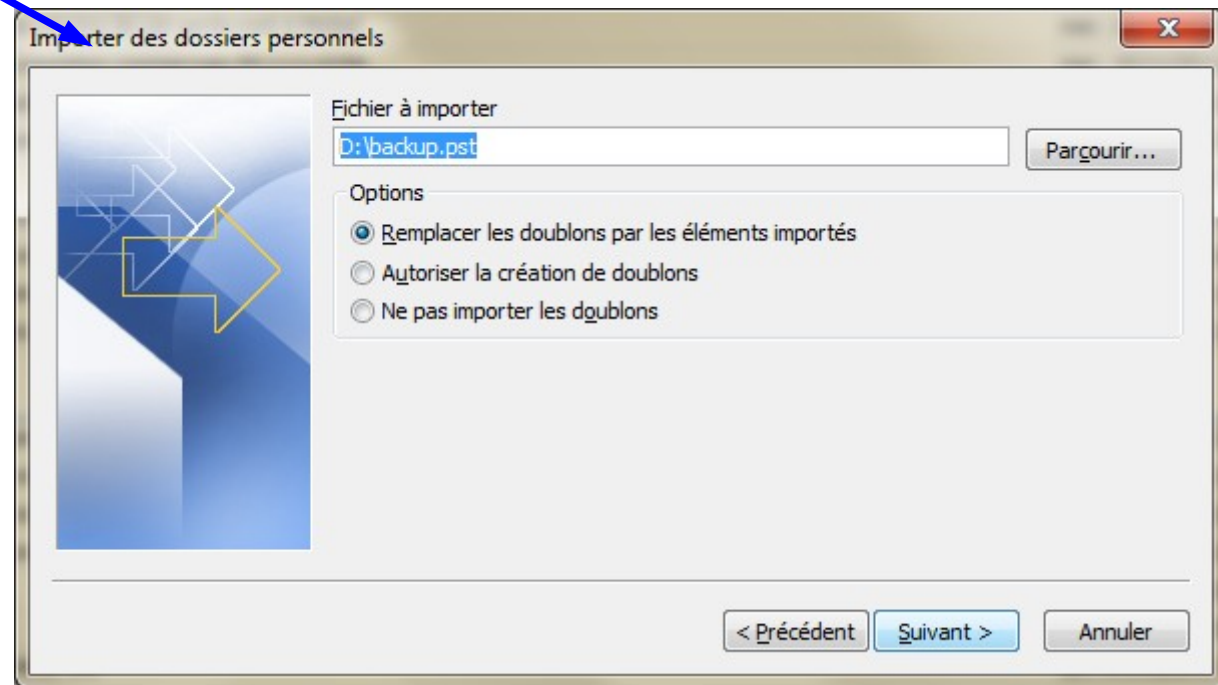 Importer des dossiers personnels
Fichier à importer
D:\backup.pst
Parcourir...
Options
Remplacer les doublons par les éléments importés
Autoriser la création de doublons
Ne pas importer les doublons
< Précédent
Suivant >
Annuler